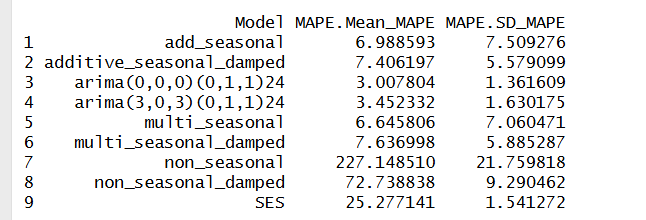 Model MAPE.Mean_MAPE MAPE.SD_MAPE
1 add_seasonal 6.988593 7.509276
2 additive_seasonal_damped 7.406197 5.579099
3 arima(0,0,0)(0,1,1)24 3.007804 1.361609
4 arima(3,0,3)(0,1,1)24 3.452332 1.630175
5 multi_seasonal 6.645806 7.060471
6 multi_seasonal_damped 7.636998 5.885287
7 non_seasonal 227.148510 21.759818
8 non_seasonal_damped 72.738838 9.290462
9 SES 25.277141 1.541272